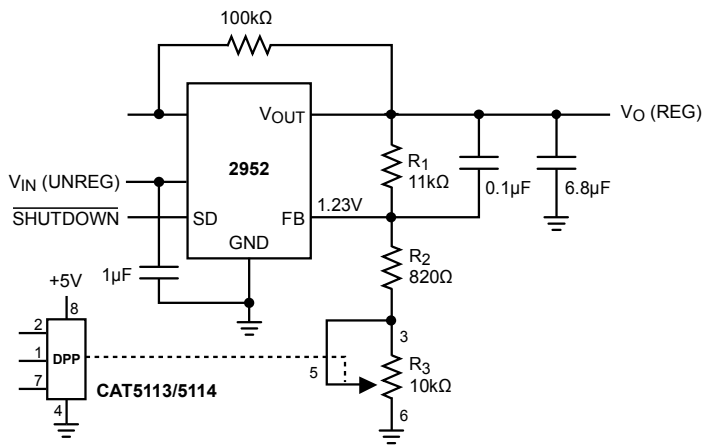 100kΩ
VOUT
VO (REG)
2952
R1
11kΩ
0.1µF
6.8µF
VIN (UNREG)
SHUTDOWN
SD
FB
1.23V
GND
R2
820Ω
1µF
+5V
8
2
1
7
4
DPP
CAT5113/5114
3
5
R3
10kΩ
6